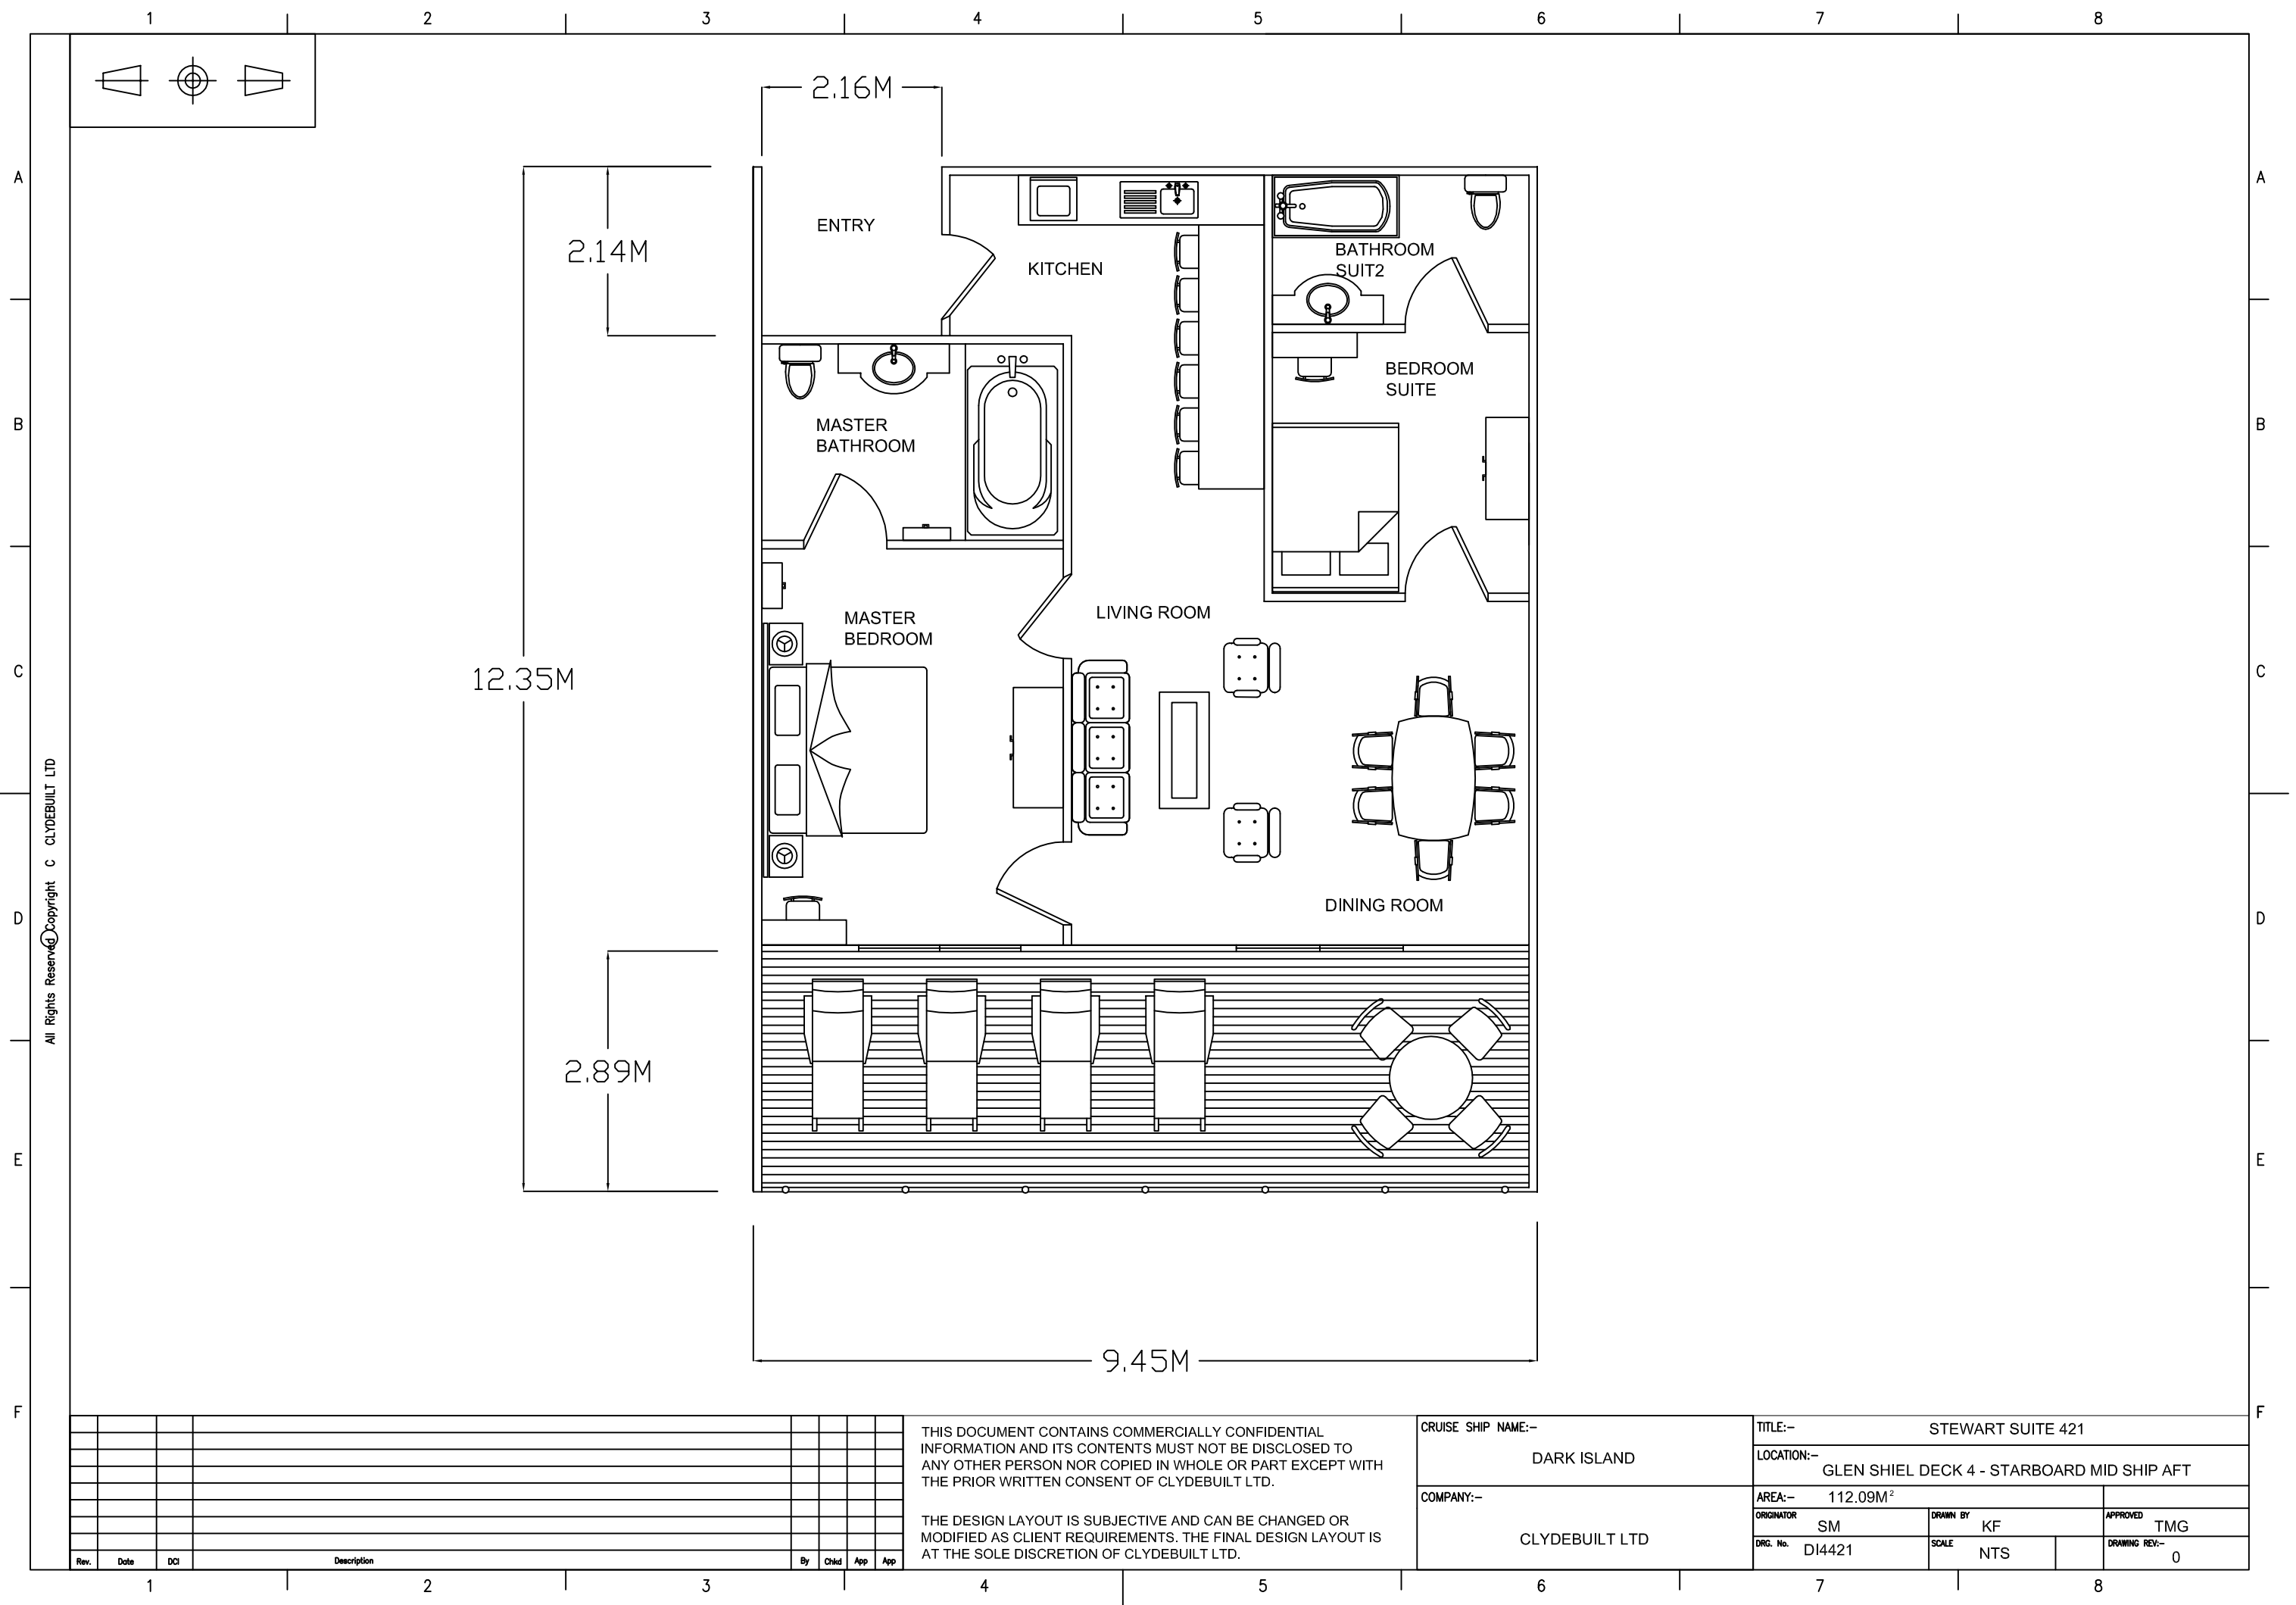 1 2 3 4 5 6 7 8
A A
B B
C C
D D
E E
F F
2.16M
2.14M
12.35M
2.89M
9.45M
ENTRY
KITCHEN
BATHROOM
SUIT2
BEDROOM
SUITE
MASTER
BATHROOM
MASTER
BEDROOM
LIVING ROOM
DINING ROOM
All Rights Reserved Copyright C CLYDEBUILT LTD
Rev. Date DCI Description By Chkd App App
THIS DOCUMENT CONTAINS COMMERCIALLY CONFIDENTIAL
INFORMATION AND ITS CONTENTS MUST NOT BE DISCLOSED TO
ANY OTHER PERSON NOR COPIED IN WHOLE OR PART EXCEPT WITH
THE PRIOR WRITTEN CONSENT OF CLYDEBUILT LTD.
THE DESIGN LAYOUT IS SUBJECTIVE AND CAN BE CHANGED OR
MODIFIED AS CLIENT REQUIREMENTS. THE FINAL DESIGN LAYOUT IS
AT THE SOLE DISCRETION OF CLYDEBUILT LTD.
CRUISE SHIP NAME:-
DARK ISLAND
COMPANY:-
CLYDEBUILT LTD
TITLE:- STEWART SUITE 421
LOCATION:-
GLEN SHIEL DECK 4 - STARBOARD MID SHIP AFT
AREA:- 112.09M²
ORIGINATOR SM DRAWN BY KF APPROVED TMG
DRG. No. DI4421 SCALE NTS DRAWING REV:- 0
1 2 3 4 5 6 7 8